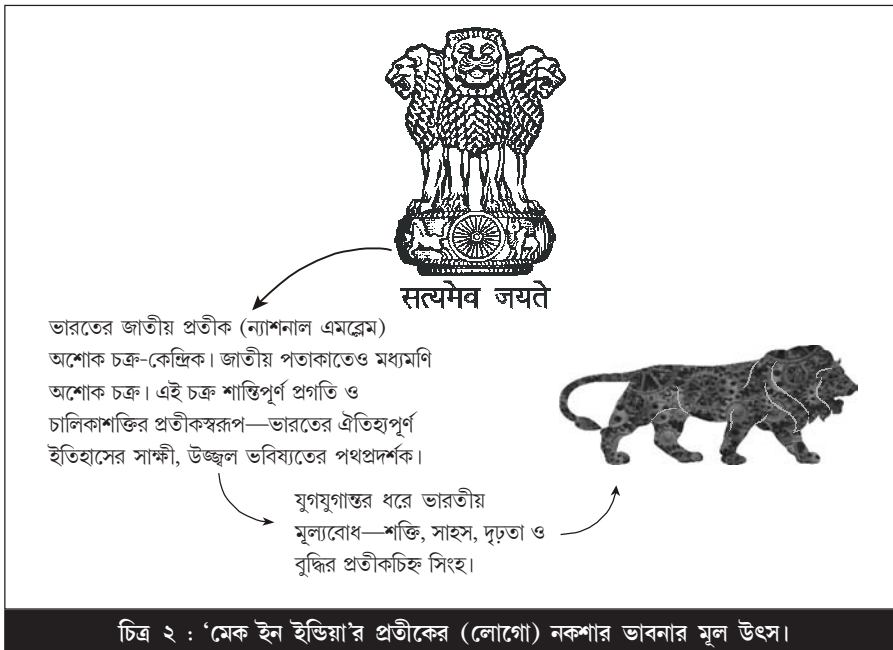 सत्यमेव जयते
ভারতের জাতীয় প্রতীক (ন্যাশনাল এমব্লেম)
অশোক চক্র-কেন্দ্রিক। জাতীয় পতাকাতেও মধ্যমণি
অশোক চক্র। এই চক্র শান্তিপূর্ণ প্রগতি ও
চালিকাশক্তির প্রতীকস্বরূপ—ভারতের ঐতিহ্যপূর্ণ
ইতিহাসের সাক্ষী, উজ্জ্বল ভবিষ্যতের পথপ্রদর্শক।
যুগযুগান্তর ধরে ভারতীয়
মূল্যবোধ—শক্তি, সাহস, দৃঢ়তা ও
বুদ্ধির প্রতীকচিহ্ন সিংহ।
চিত্র ২ : ‘মেক ইন ইন্ডিয়া’র প্রতীকের (লোগো) নকশার ভাবনার মূল উৎস।